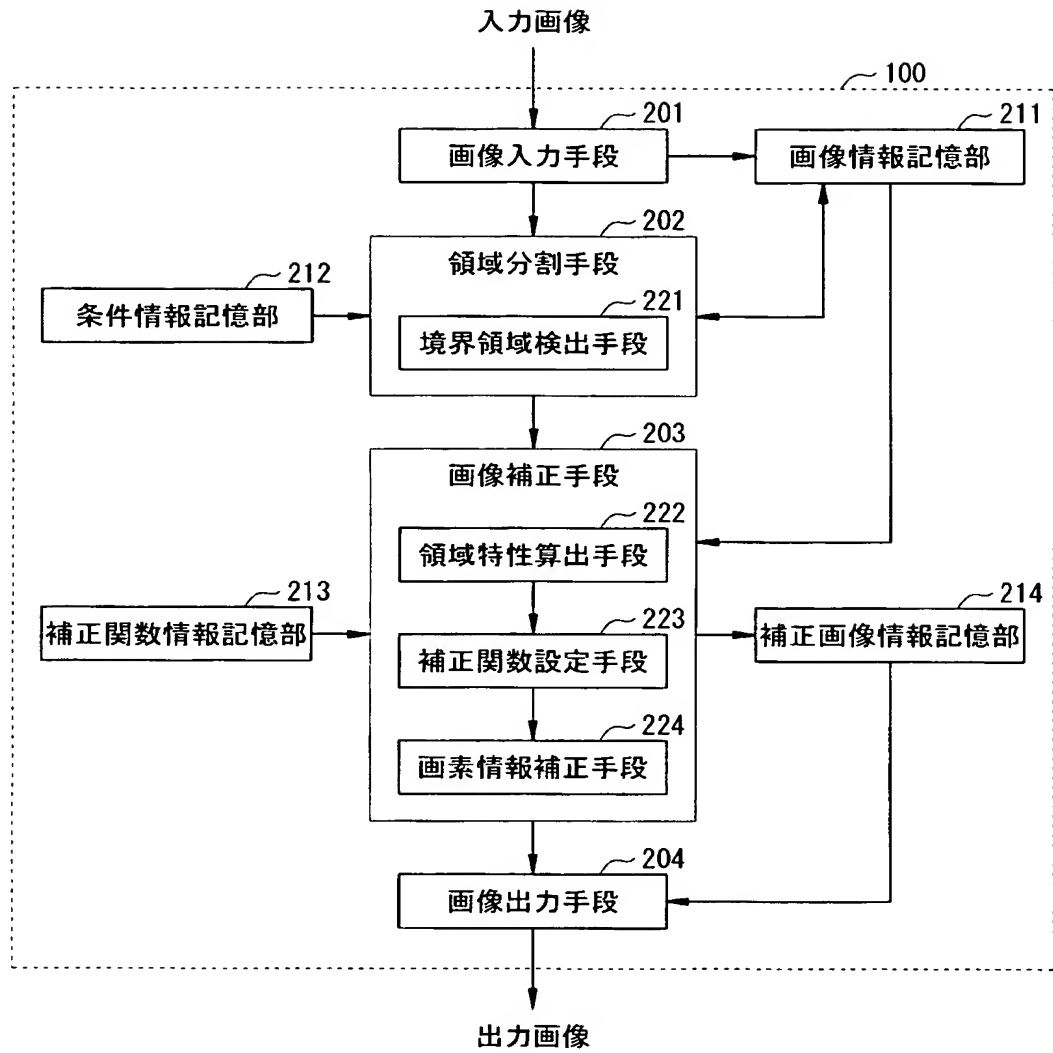 入力画像
100
201
画像入力手段
211
画像情報記憶部
202
領域分割手段
212
条件情報記憶部
221
境界領域検出手段
203
画像補正手段
222
領域特性算出手段
213
補正関数情報記憶部
223
補正関数設定手段
214
補正画像情報記憶部
224
画素情報補正手段
204
画像出力手段
出力画像